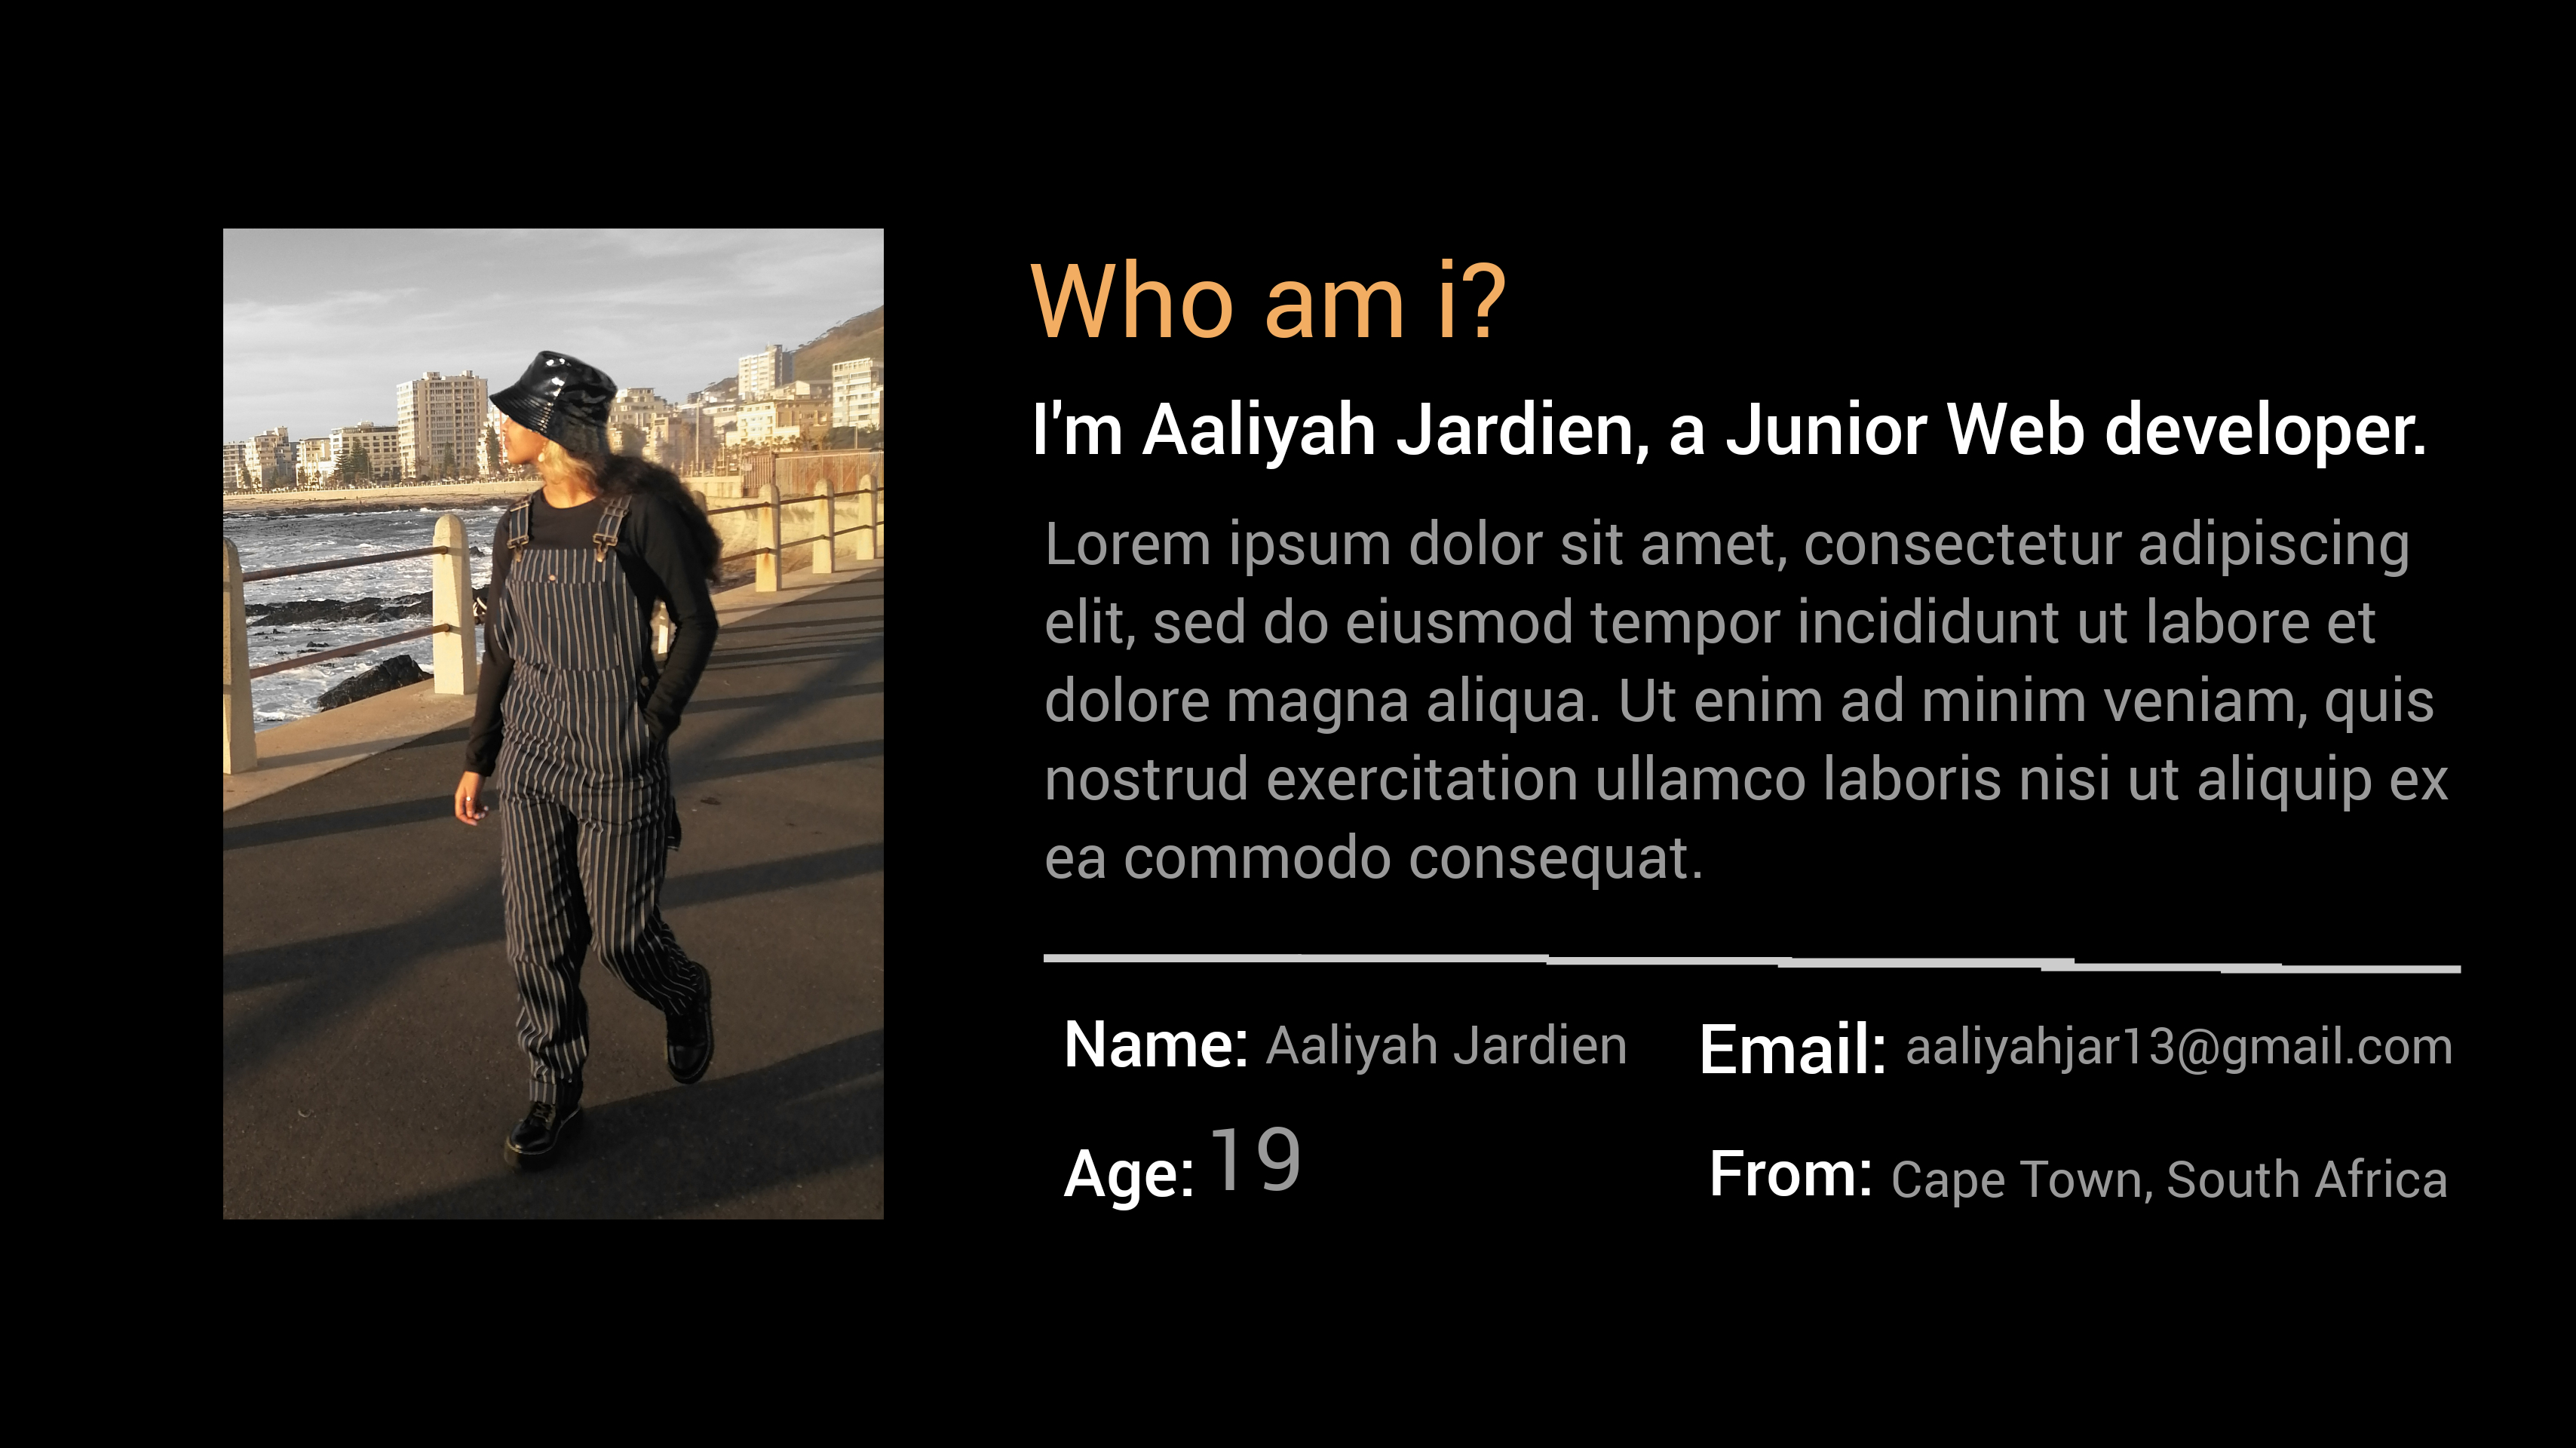 Who am i?
I'm Aaliyah Jardien, a Junior Web developer.
Lorem ipsum dolor sit amet, consectetur adipiscing
elit, sed do eiusmod tempor incididunt ut labore et
dolore magna aliqua. Ut enim ad minim veniam, quis
nostrud exercitation ullamco laboris nisi ut aliquip ex
ea commodo consequat.
Name: Aaliyah Jardien
Email: aaliyahjar13@gmail.com
Age: 19
From: Cape Town, South Africa